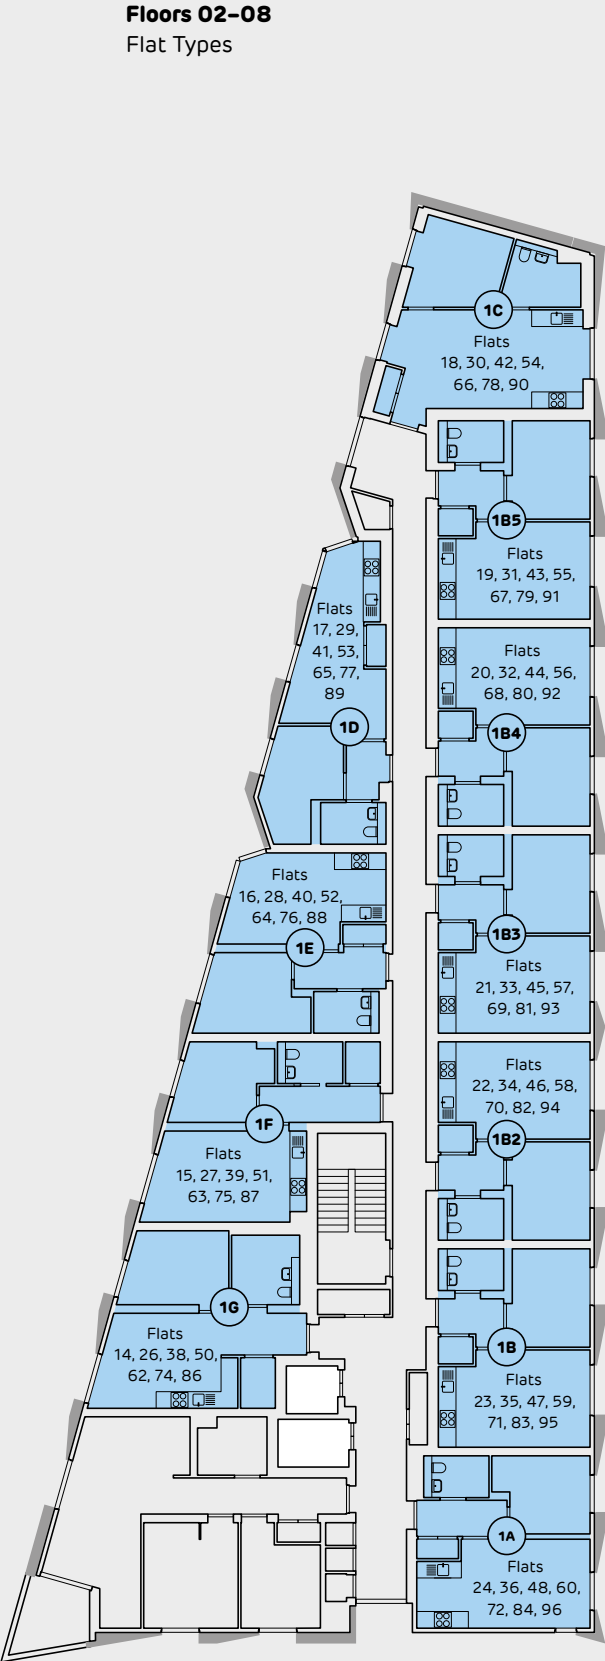 Floors 02–08
Flat Types
1C
Flats
18, 30, 42, 54,
66, 78, 90
1B5
Flats
19, 31, 43, 55,
67, 79, 91
Flats
17, 29,
41, 53,
65, 77,
89
1D
Flats
20, 32, 44, 56,
68, 80, 92
1B4
Flats
16, 28, 40, 52,
64, 76, 88
1E
1B3
Flats
21, 33, 45, 57,
69, 81, 93
1F
Flats
15, 27, 39, 51,
63, 75, 87
Flats
22, 34, 46, 58,
70, 82, 94
1B2
1G
Flats
14, 26, 38, 50,
62, 74, 86
1B
Flats
23, 35, 47, 59,
71, 83, 95
1A
Flats
24, 36, 48, 60,
72, 84, 96